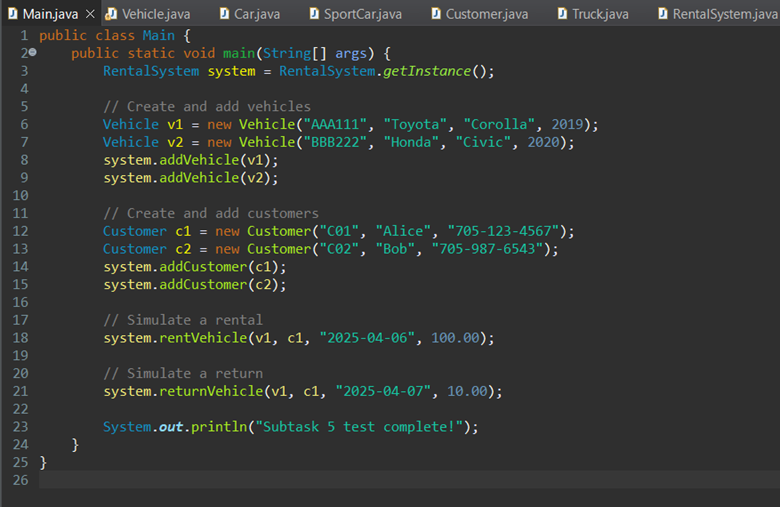 Main.java Vehicle.java Car.java SportCar.java Customer.java Truck.java RentalSystem.java
1 public class Main {
2 public static void main(String[] args) {
3 RentalSystem system = RentalSystem.getInstance();
4
5 // Create and add vehicles
6 Vehicle v1 = new Vehicle("AAA111", "Toyota", "Corolla", 2019);
7 Vehicle v2 = new Vehicle("BBB222", "Honda", "Civic", 2020);
8 system.addVehicle(v1);
9 system.addVehicle(v2);
10
11 // Create and add customers
12 Customer c1 = new Customer("C01", "Alice", "705-123-4567");
13 Customer c2 = new Customer("C02", "Bob", "705-987-6543");
14 system.addCustomer(c1);
15 system.addCustomer(c2);
16
17 // Simulate a rental
18 system.rentVehicle(v1, c1, "2025-04-06", 100.00);
19
20 // Simulate a return
21 system.returnVehicle(v1, c1, "2025-04-07", 10.00);
22
23 System.out.println("Subtask 5 test complete!");
24 }
25 }
26